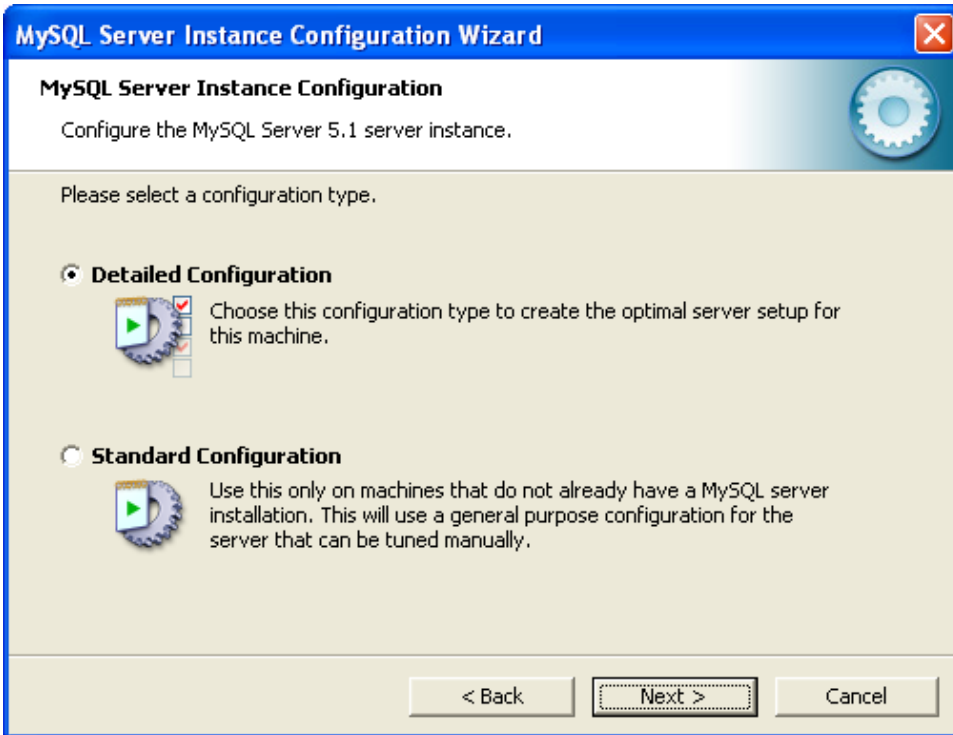 MySQL Server Instance Configuration Wizard
MySQL Server Instance Configuration
Configure the MySQL Server 5.1 server instance.
Please select a configuration type.
Detailed Configuration
Choose this configuration type to create the optimal server setup for
this machine.
Standard Configuration
Use this only on machines that do not already have a MySQL server
installation. This will use a general purpose configuration for the
server that can be tuned manually.
< Back
Next >
Cancel